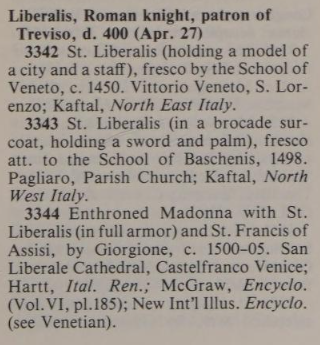 Liberalis, Roman knight, patron of
Treviso, d. 400 (Apr. 27)
3342 St. Liberalis (holding a model of
a city and a staff), fresco by the School of
Veneto, c. 1450. Vittorio Veneto, S. Lor-
enzo; Kaftal, North East Italy.
3343 St. Liberalis (in a brocade sur-
coat, holding a sword and palm), fresco
att. to the School of Baschenis, 1498.
Pagliaro, Parish Church; Kaftal, North
West Italy.
3344 Enthroned Madonna with St.
Liberalis (in full armor) and St. Francis of
Assisi, by Giorgione, c. 1500-05. San
Liberale Cathedral, Castelfranco Venice;
Hartt, Ital. Ren.; McGraw, Encyclo.
(Vol. VI, pl.185); New Int'l Illus. Encyclo.
(see Venetian).